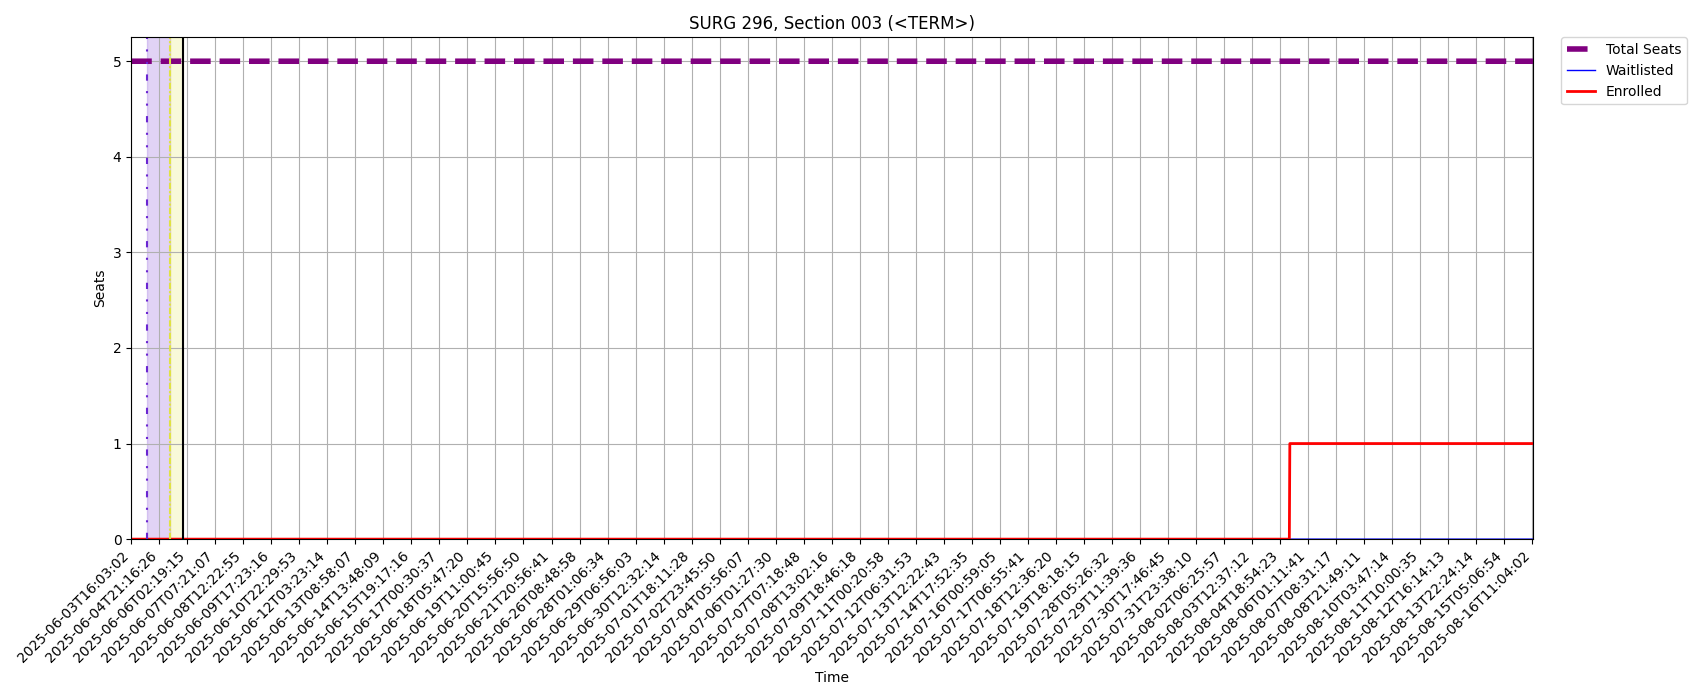 SURG 296, Section 003 (<TERM>)
Total Seats
Waitlisted
Enrolled
Seats
5
4
3
2
1
0
2025-06-03T16:03:02
2025-06-04T21:16:26
2025-06-06T02:19:15
2025-06-07T07:21:07
2025-06-08T12:22:55
2025-06-09T17:23:16
2025-06-10T22:29:53
2025-06-12T03:23:14
2025-06-13T08:58:07
2025-06-14T13:48:09
2025-06-15T19:17:16
2025-06-17T00:30:37
2025-06-18T05:47:20
2025-06-19T11:00:45
2025-06-20T15:56:50
2025-06-21T20:56:41
2025-06-26T08:48:58
2025-06-28T01:06:34
2025-06-29T06:56:03
2025-06-30T12:32:14
2025-07-01T18:11:28
2025-07-02T23:45:50
2025-07-04T05:56:07
2025-07-06T01:27:30
2025-07-07T07:18:48
2025-07-08T13:02:16
2025-07-09T18:46:18
2025-07-11T00:20:58
2025-07-12T06:31:53
2025-07-13T12:22:43
2025-07-14T17:52:35
2025-07-16T00:59:05
2025-07-17T06:55:41
2025-07-18T12:36:20
2025-07-19T18:18:15
2025-07-28T05:26:32
2025-07-29T11:39:36
2025-07-30T17:46:45
2025-07-31T23:38:10
2025-08-02T06:25:57
2025-08-03T12:37:12
2025-08-04T18:54:23
2025-08-06T01:11:41
2025-08-07T08:31:17
2025-08-08T21:49:11
2025-08-10T03:47:14
2025-08-11T10:00:35
2025-08-12T16:14:13
2025-08-13T22:24:14
2025-08-15T05:06:54
2025-08-16T11:04:02
Time